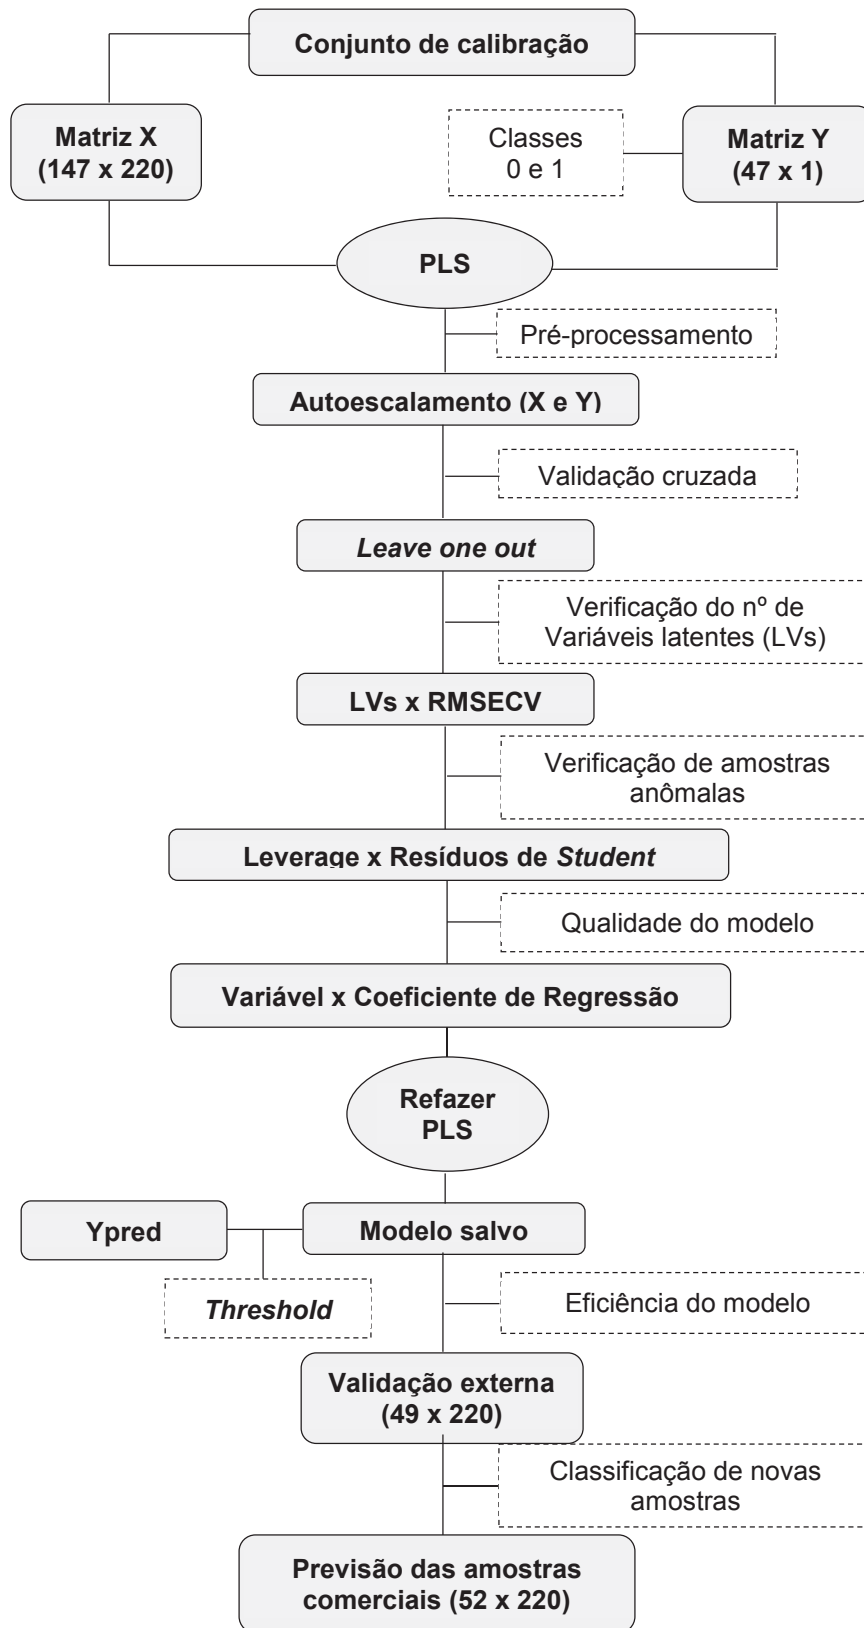 Conjunto de calibração
Matriz X
(147 x 220)
Classes
0 e 1
Matriz Y
(47 x 1)
PLS
Pré-processamento
Autoescalamento (X e Y)
Validação cruzada
Leave one out
Verificação do nº de
Variáveis latentes (LVs)
LVs x RMSECV
Verificação de amostras
anômalas
Leverage x Resíduos de Student
Qualidade do modelo
Variável x Coeficiente de Regressão
Refazer
PLS
Ypred
Modelo salvo
Threshold
Eficiência do modelo
Validação externa
(49 x 220)
Classificação de novas
amostras
Previsão das amostras
comerciais (52 x 220)